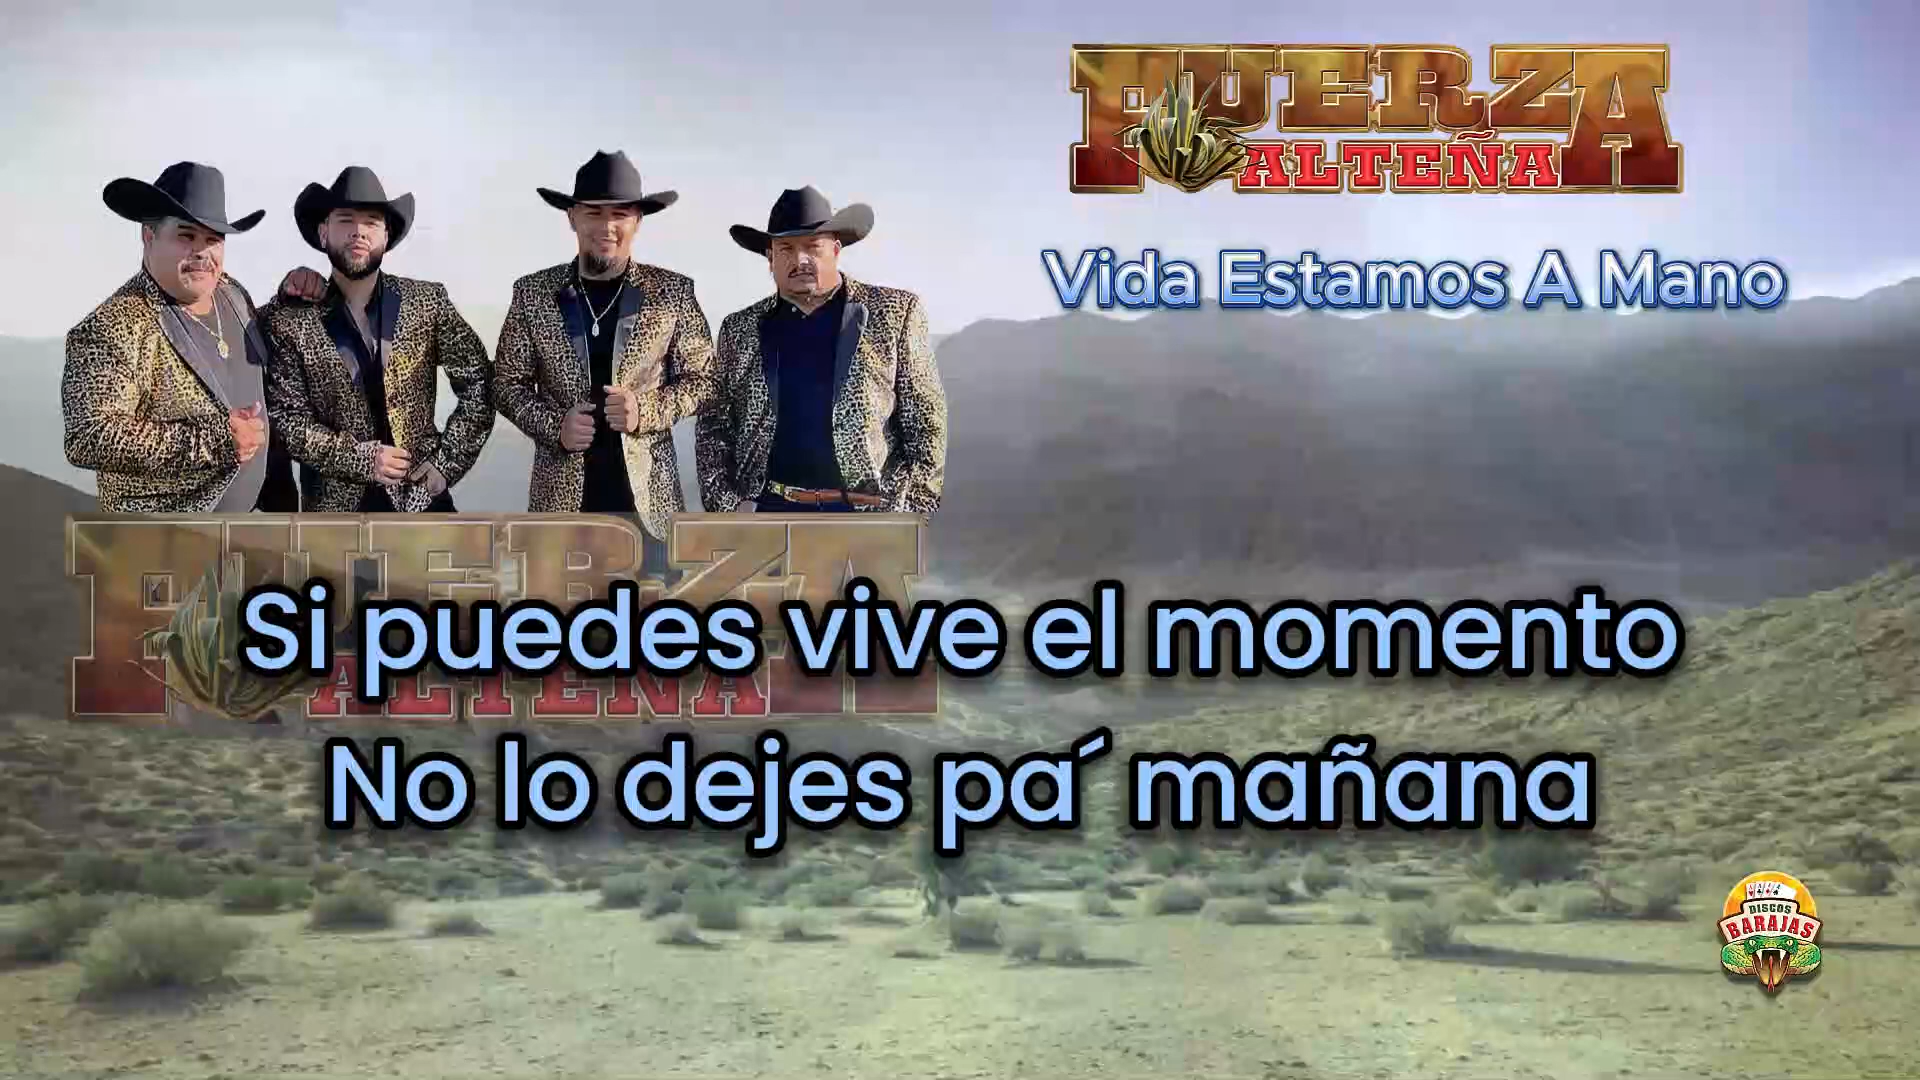 FUERZA
ALTEÑA
Vida Estamos A Mano
FUERZA
ALTEÑA
Si puedes vive el momento
No lo dejes pa´ mañana
DISCOS
BARAJAS